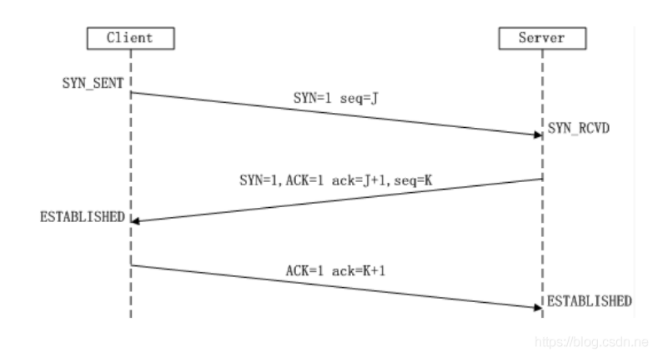 Client
Server
SYN_SENT
SYN=1 seq=J
SYN_RCVD
SYN=1,ACK=1 ack=J+1,seq=K
ESTABLISHED
ACK=1 ack=K+1
ESTABLISHED
https://blog.csdn.ne